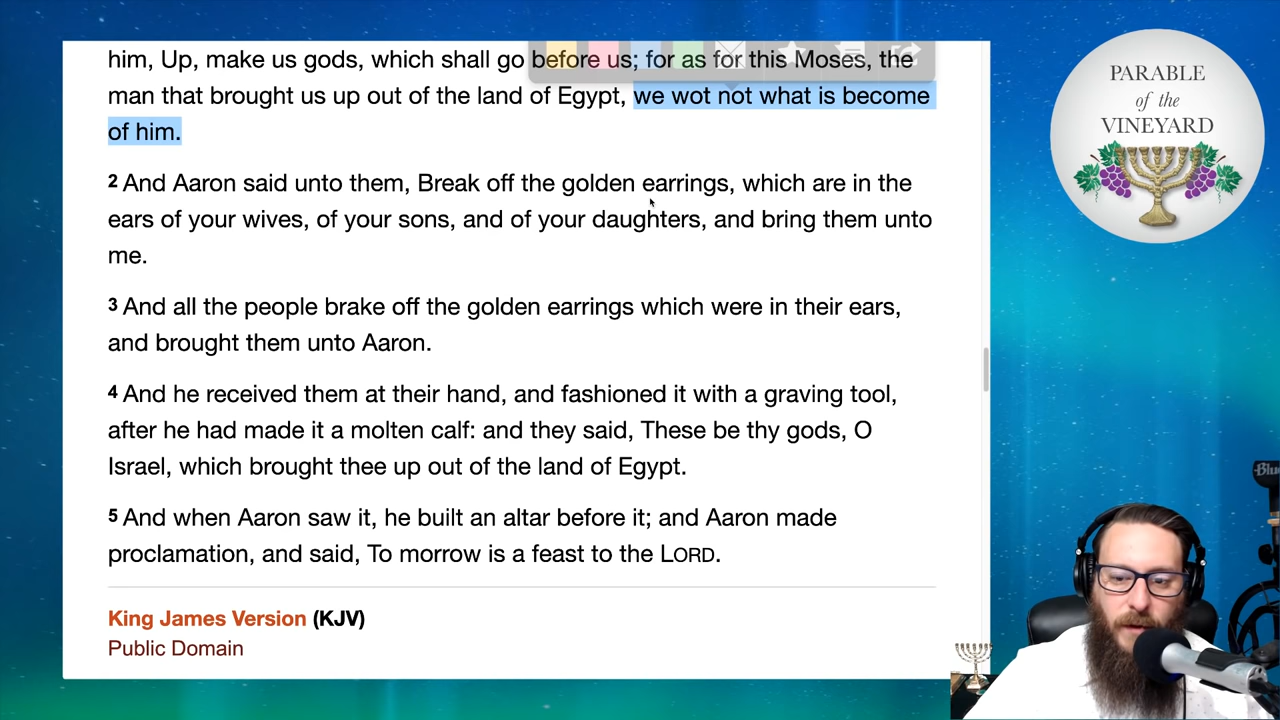 him, Up, make us gods, which shall go before us; for as for this Moses, the
man that brought us up out of the land of Egypt, we wot not what is become
of him.
2 And Aaron said unto them, Break off the golden earrings, which are in the
ears of your wives, of your sons, and of your daughters, and bring them unto
me.
3 And all the people brake off the golden earrings which were in their ears,
and brought them unto Aaron.
4 And he received them at their hand, and fashioned it with a graving tool,
after he had made it a molten calf: and they said, These be thy gods, O
Israel, which brought thee up out of the land of Egypt.
5 And when Aaron saw it, he built an altar before it; and Aaron made
proclamation, and said, To morrow is a feast to the LORD.
King James Version (KJV)
Public Domain
PARABLE
of the
VINEYARD
Blue